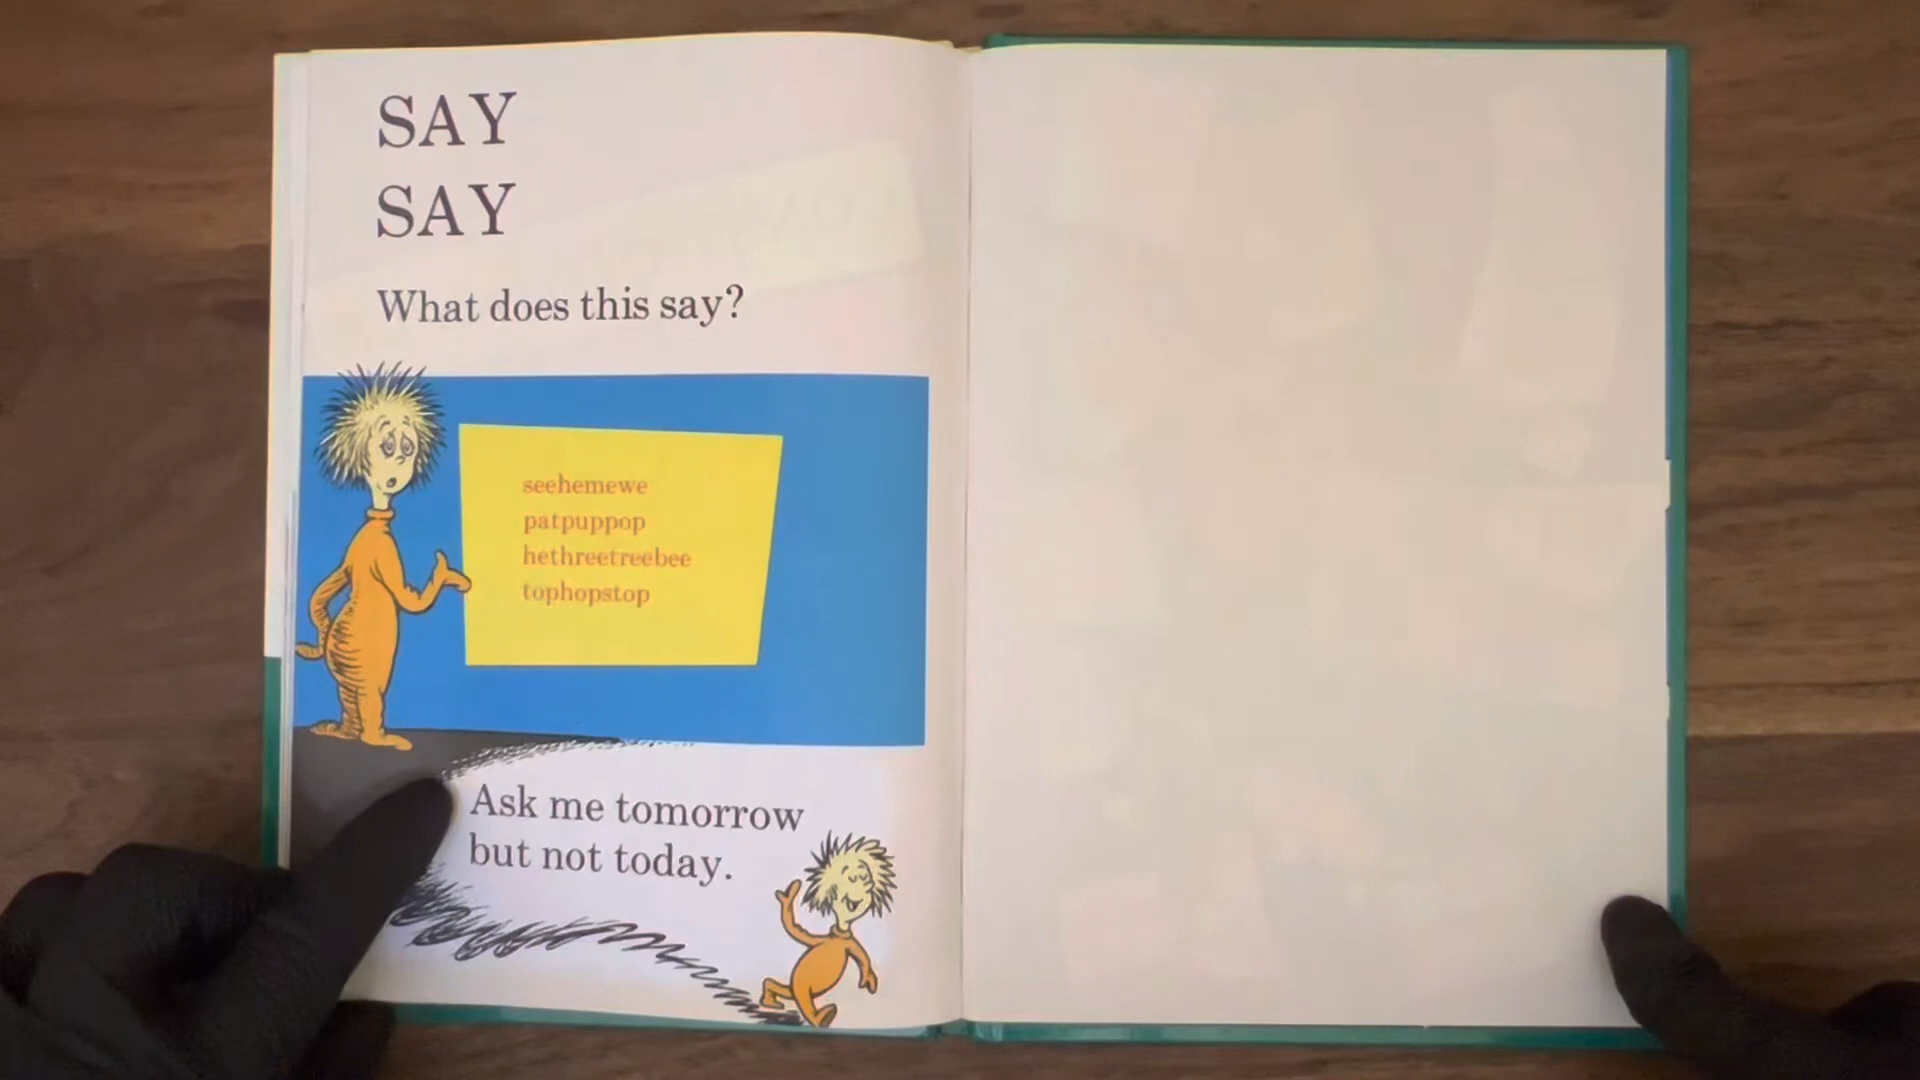 SAY
SAY
What does this say?
seehemewe
patpuppop
hethreetreebee
tophopstop
Ask me tomorrow
but not today.